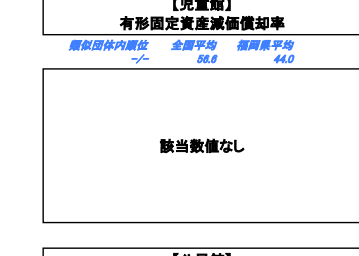 【児童館】
有形固定資産減価償却率
類似団体内順位 全国平均 福岡県平均
-/- 56.6 44.0
該当数値なし